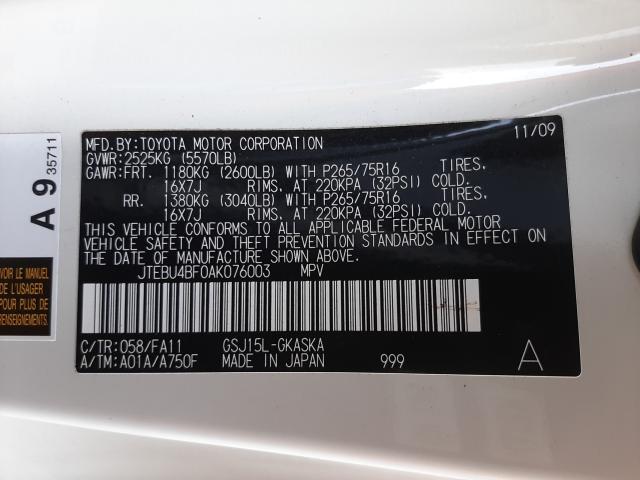 MFD.BY:TOYOTA MOTOR CORPORATION 11/09
GVWR:2525KG (5570LB)
GAWR:FRT. 1180KG (2600LB) WITH P265/75R16 TIRES,
16X7J RIMS, AT 220KPA (32PSI) COLD.
RR. 1380KG (3040LB) WITH P265/75R16 TIRES,
16X7J RIMS, AT 220KPA (32PSI) COLD.
THIS VEHICLE CONFORMS TO ALL APPLICABLE FEDERAL MOTOR
VEHICLE SAFETY AND THEFT PREVENTION STANDARDS IN EFFECT ON
THE DATE OF MANUFACTURE SHOWN ABOVE.
JTEBU4BF0AK076003 MPV
C/TR:058/FA11 GSJ15L-GKASKA
A/TM:A01A/A750F MADE IN JAPAN 999 A
A 9 35711
VOIR LE MANUEL
DE L'USAGER
POUR PLUS DE
RENSEIGNEMENTS.